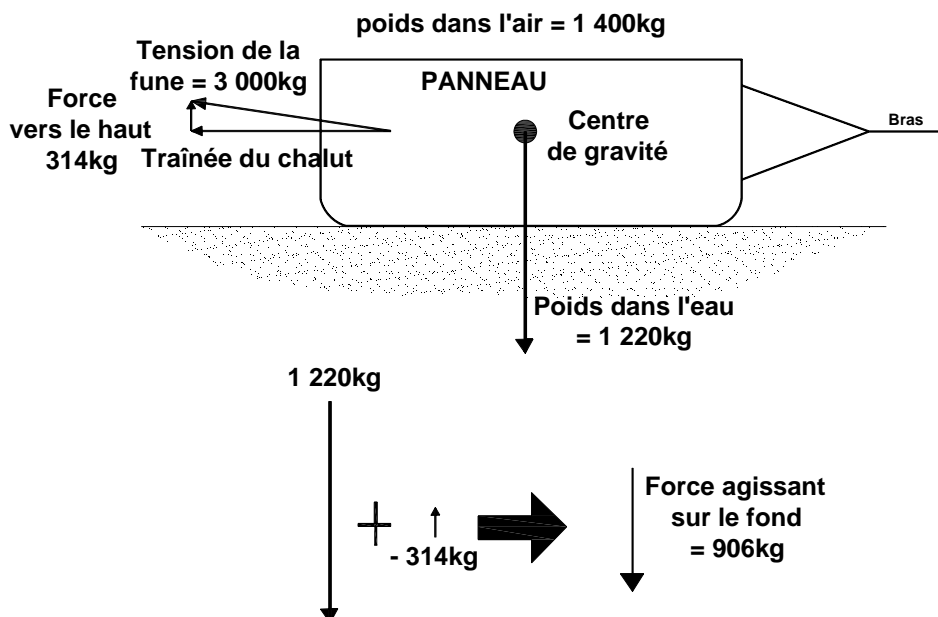 poids dans l'air = 1 400kg
Tension de la
fune = 3 000kg
PANNEAU
Force
vers le haut
314kg
Traînée du chalut
Centre
de gravité
Bras
Poids dans l'eau
= 1 220kg
1 220kg
- 314kg
Force agissant
sur le fond
= 906kg